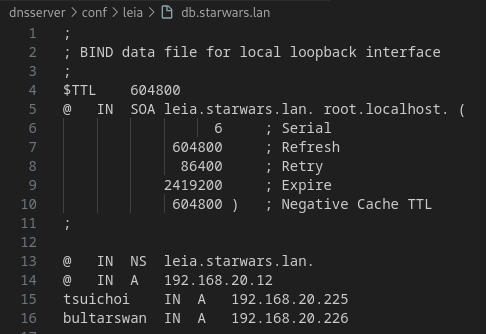 dnsserver > conf > leia > db.starwars.lan
1 ;
2 ; BIND data file for local loopback interface
3 ;
4 $TTL 604800
5 @ IN SOA leia.starwars.lan. root.localhost. (
6 6 ; Serial
7 604800 ; Refresh
8 86400 ; Retry
9 2419200 ; Expire
10 604800 ) ; Negative Cache TTL
11 ;
12
13 @ IN NS leia.starwars.lan.
14 @ IN A 192.168.20.12
15 tsuichoi IN A 192.168.20.225
16 bultarswan IN A 192.168.20.226